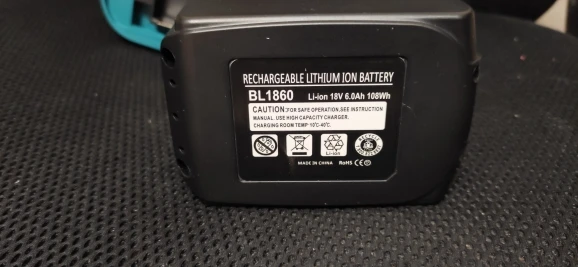 RECHARGEABLE LITHIUM ION BATTERY
BL1860 Li-ion 18V 6.0Ah 108Wh
CAUTION:FOR SAFE OPERATION,SEE INSTRUCTION
MANUAL. USE HIGH CAPACITY CHARGER.
CHARGING ROOM TEMP:10°C-40°C.
Li-ion
MADE IN CHINA RoHS CE